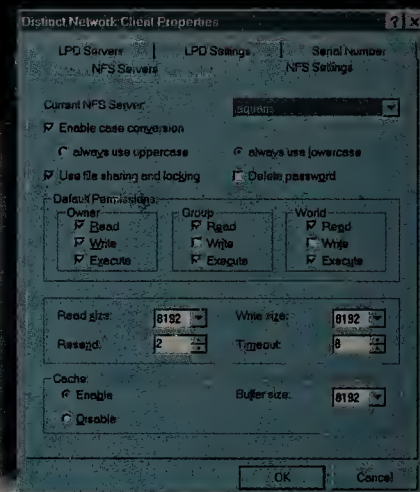 Distinct Network Client Properties
LPD Servers LPD Settings Serial Number
NFS Servers NFS Settings
Current NFS Server:
Enable case conversion
always use uppercase always use lowercase
Use file sharing and locking Delete password
Default Permissions:
Owner Group World
Read Read Read
Write Write Write
Execute Execute Execute
Read size: 8192 Write size: 8192
Resend: 2 Timeout: 8
Cache:
Enable Buffer size: 8192
Disable
OK Cancel